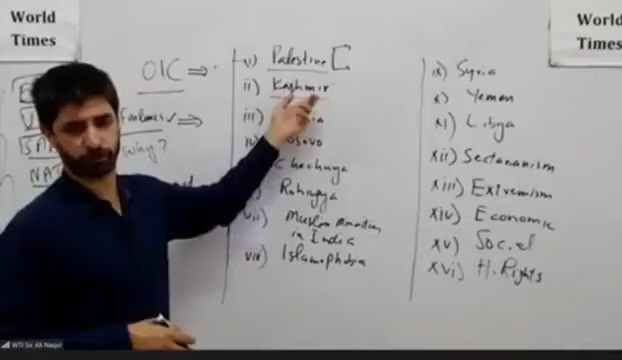 World
Times
World
Times
OIC ⇒
Failures ⇒
Why?
v) Palestine [
ii) Kashmir
iii)
iv) Kosovo
Chechnya
Rohingya
vii) Muslim Minorities
in India
viii) Islamophobia
ix) Syria
x) Yemen
xi) Libya
xii) Sectarianism
xiii) Extremism
xiv) Economic
xv) Social
xvi) H. Rights
WTI Sir Ali Naqvi